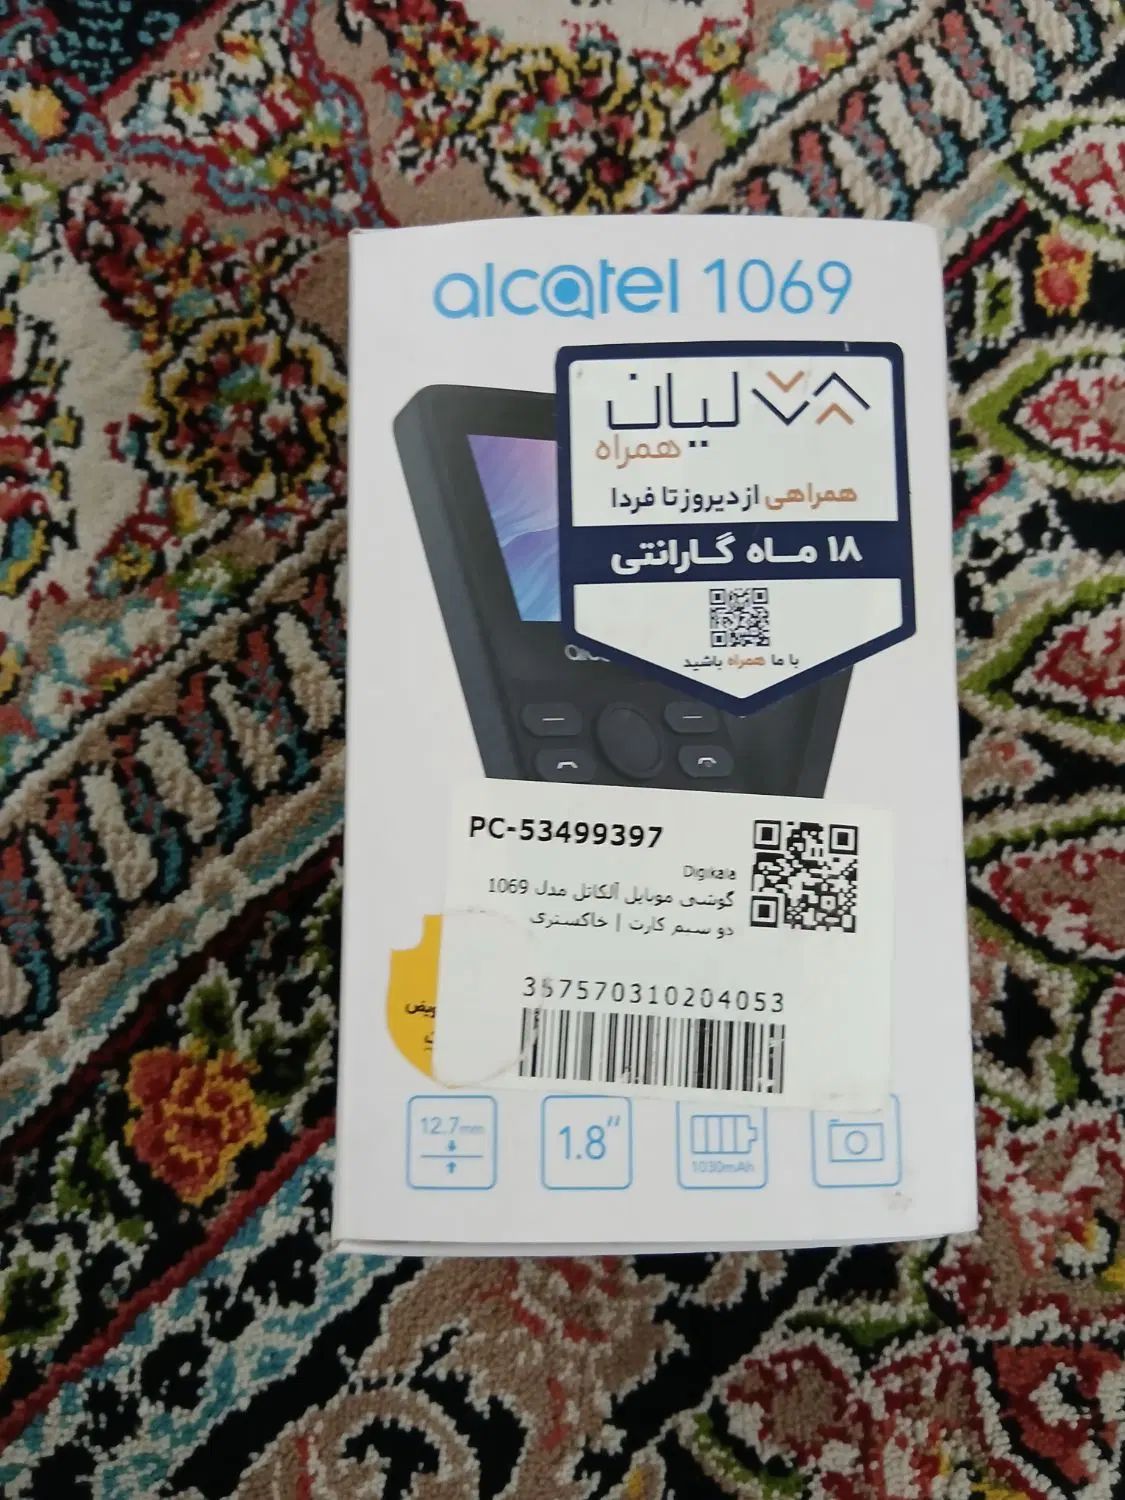 alcatel 1069
لیان
همراه
همراهی از دیروز تا فردا
۱۸ ماه گارانتی
با ما همراه باشید
PC-53499397
Digikala
گوشی موبایل آلکاتل مدل 1069
دو سیم کارت | خاکستری
357570310204053
12.7mm
1.8"
1030mAh